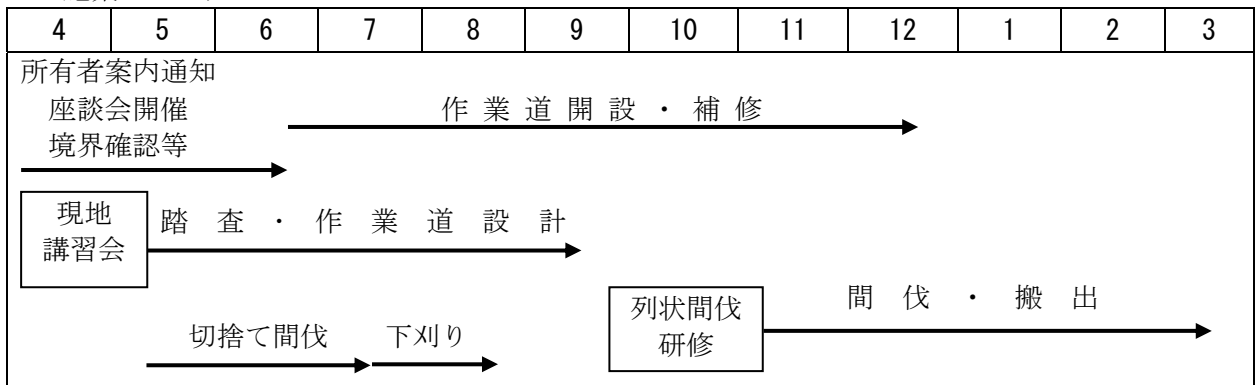 4 5 6 7 8 9 10 11 12 1 2 3
所有者案内通知
座談会開催
境界確認等
作業道開設・補修
現地
講習会
踏査・作業道設計
列状間伐
研修
間伐・搬出
切捨て間伐
下刈り